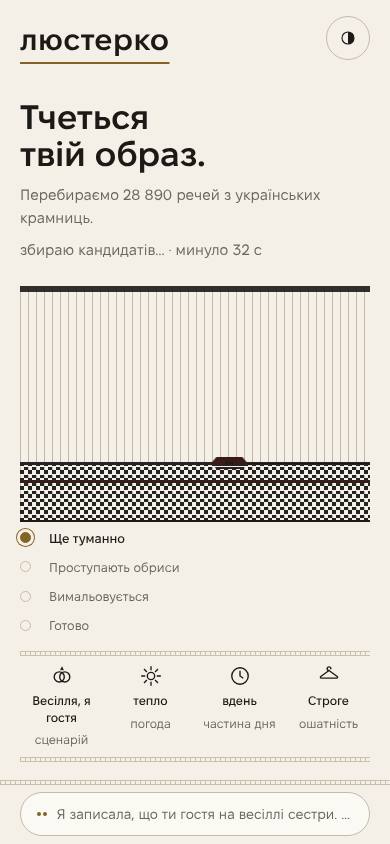 люстерко
Тчеться
твій образ.
Перебираємо 28 890 речей з українських
крамниць.
збираю кандидатів... · минуло 32 с
Ще туманно
Проступають обриси
Вимальовується
Готово
Весілля, я гостя
сценарій
тепло
погода
вдень
частина дня
Строге
ошатність
Я записала, що ти гостя на весіллі сестри. ...